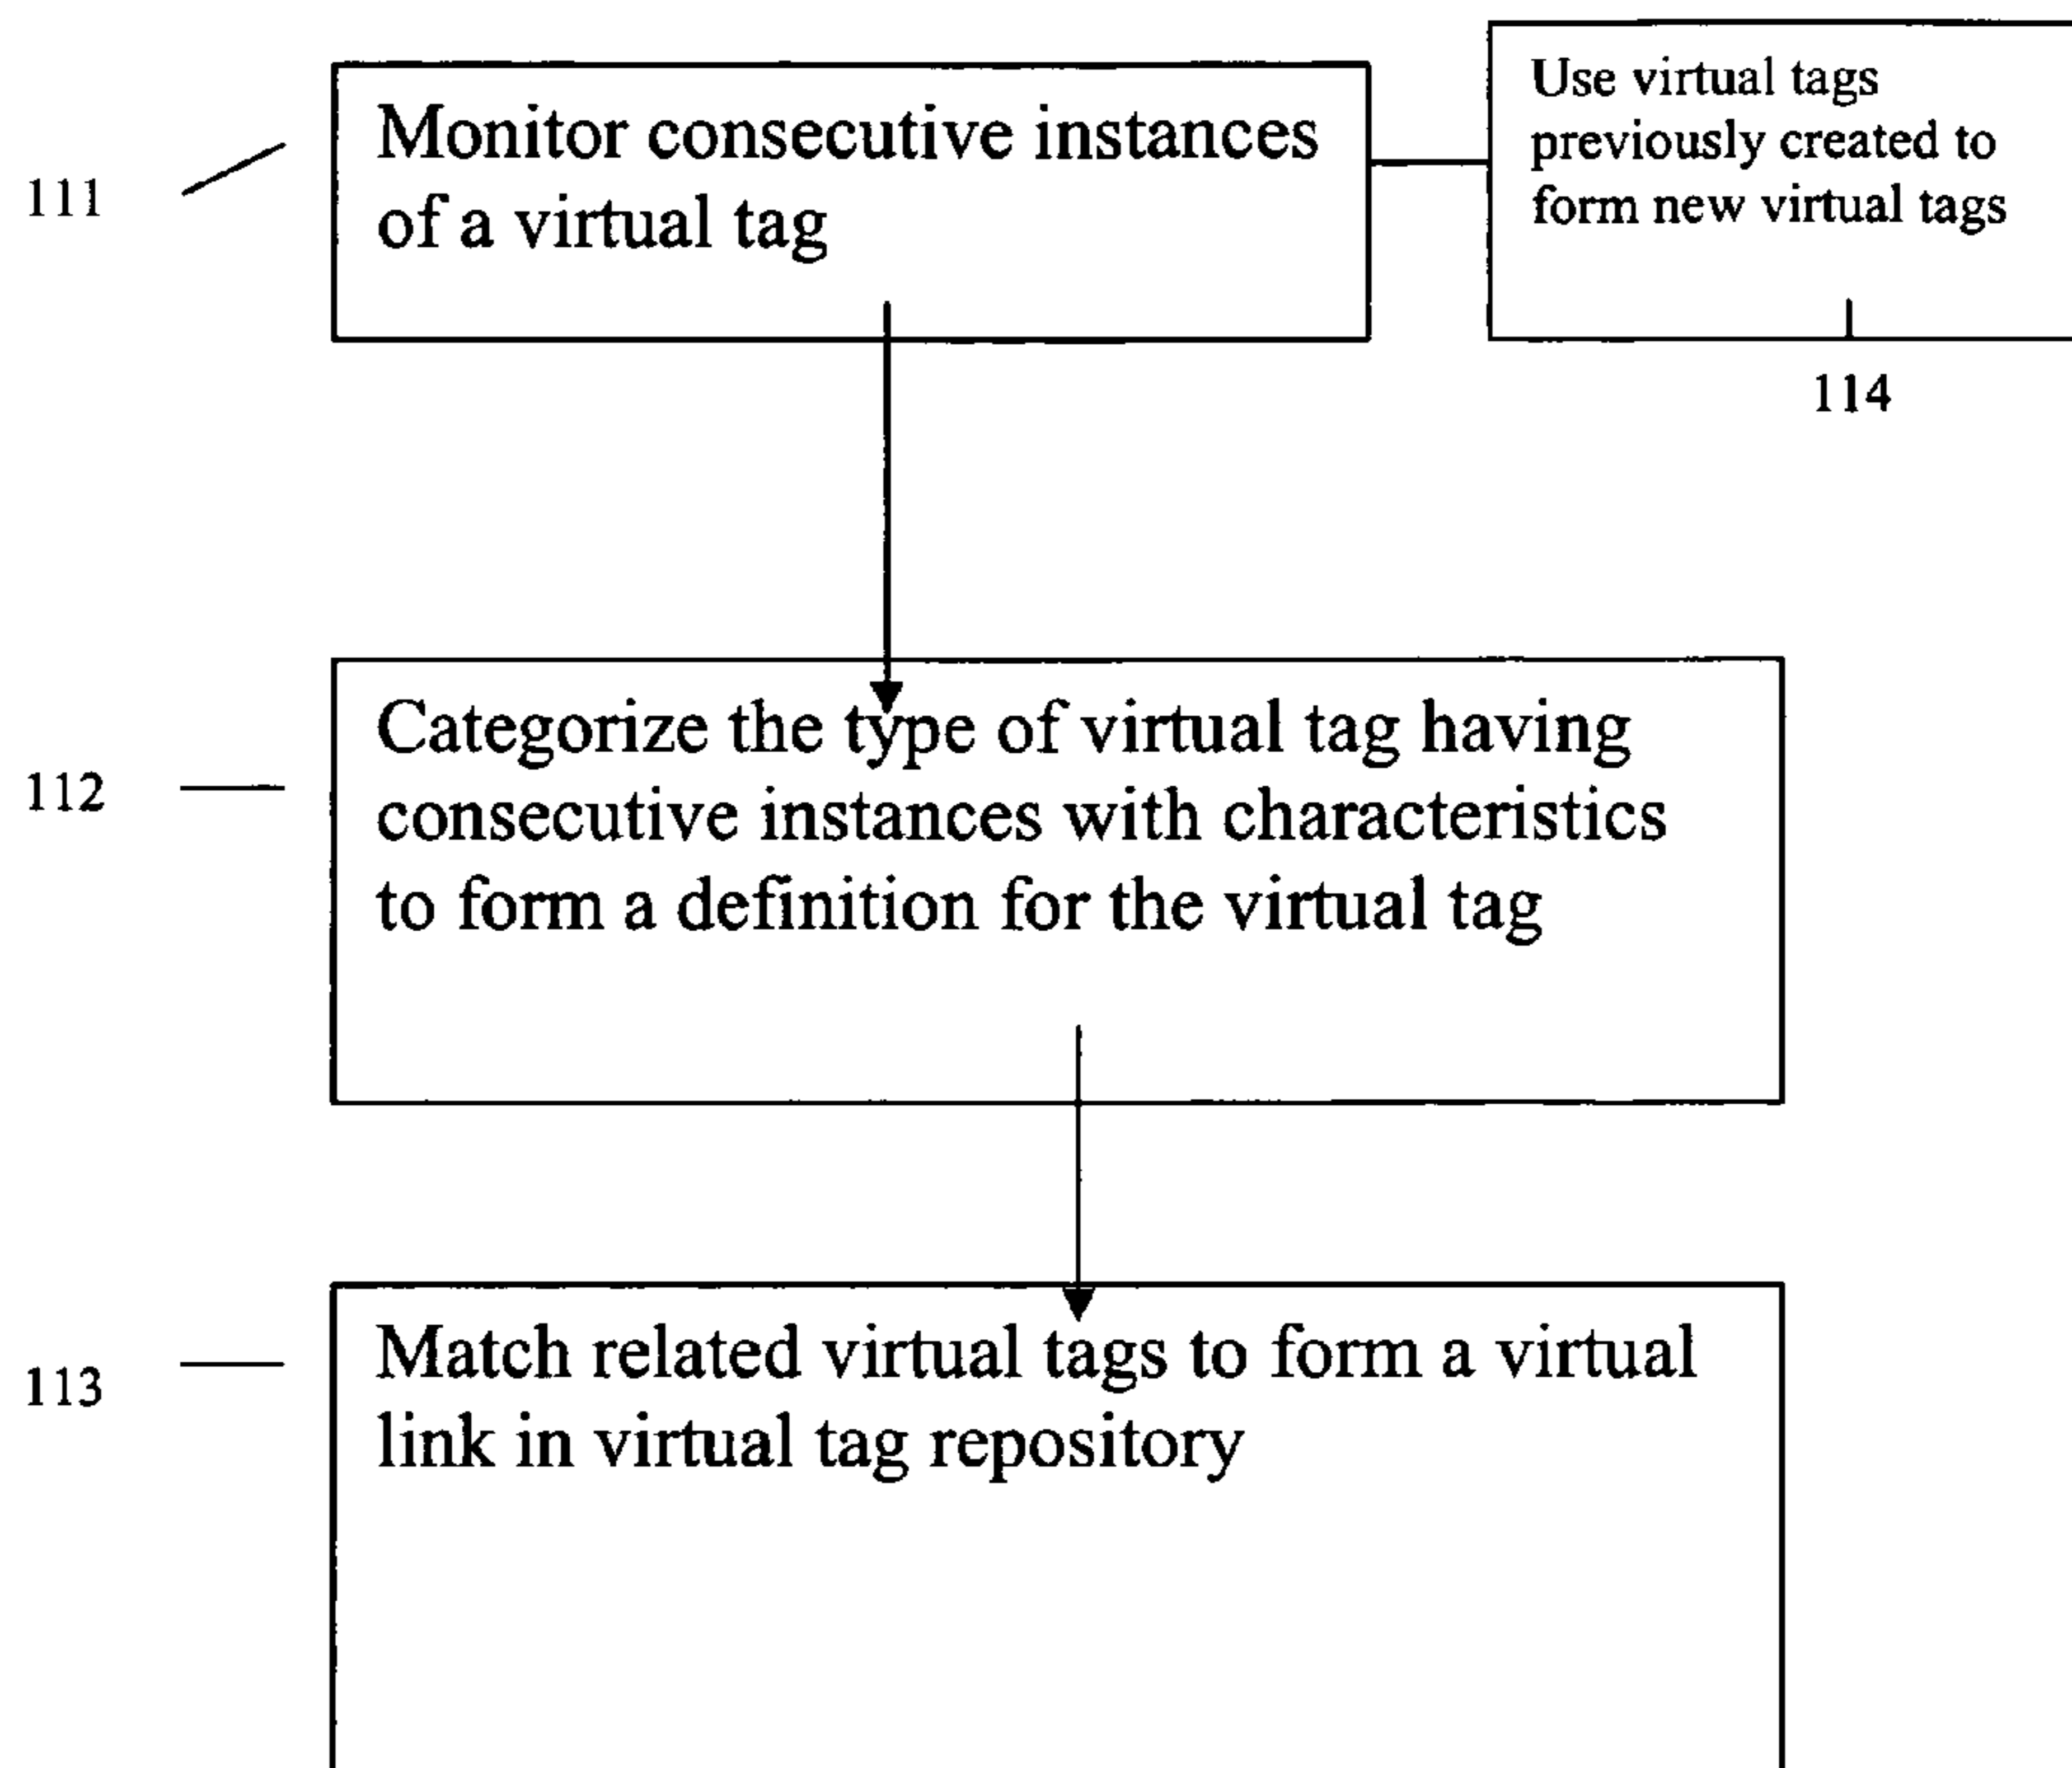 111
Monitor consecutive instances
of a virtual tag
Use virtual tags
previously created to
form new virtual tags
114
112
Categorize the type of virtual tag having
consecutive instances with characteristics
to form a definition for the virtual tag
113
Match related virtual tags to form a virtual
link in virtual tag repository